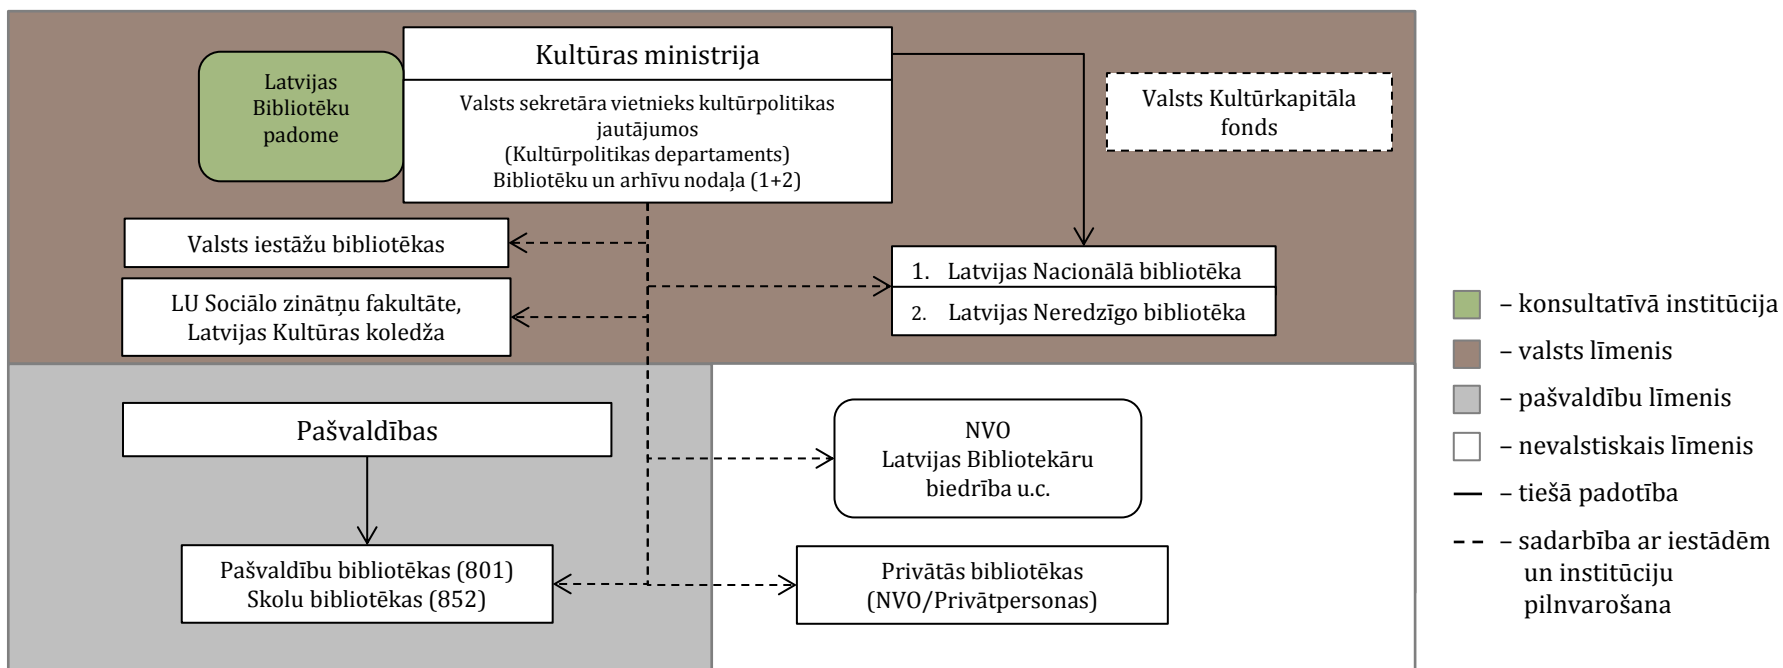 Latvijas
Bibliotēku
padome
Kultūras ministrija
Valsts sekretāra vietnieks kultūrpolitikas
jautājumos
(Kultūrpolitikas departaments)
Bibliotēku un arhīvu nodaļa (1+2)
Valsts Kultūrkapitāla
fonds
Valsts iestāžu bibliotēkas
LU Sociālo zinātņu fakultāte,
Latvijas Kultūras koledža
1. Latvijas Nacionālā bibliotēka
2. Latvijas Neredzīgo bibliotēka
Pašvaldības
Pašvaldību bibliotēkas (801)
Skolu bibliotēkas (852)
NVO
Latvijas Bibliotekāru
biedrība u.c.
Privātās bibliotēkas
(NVO/Privātpersonas)
– konsultatīvā institūcija
– valsts līmenis
– pašvaldību līmenis
– nevalstiskais līmenis
– tiešā padotība
– sadarbība ar iestādēm
un institūciju
pilnvarošana